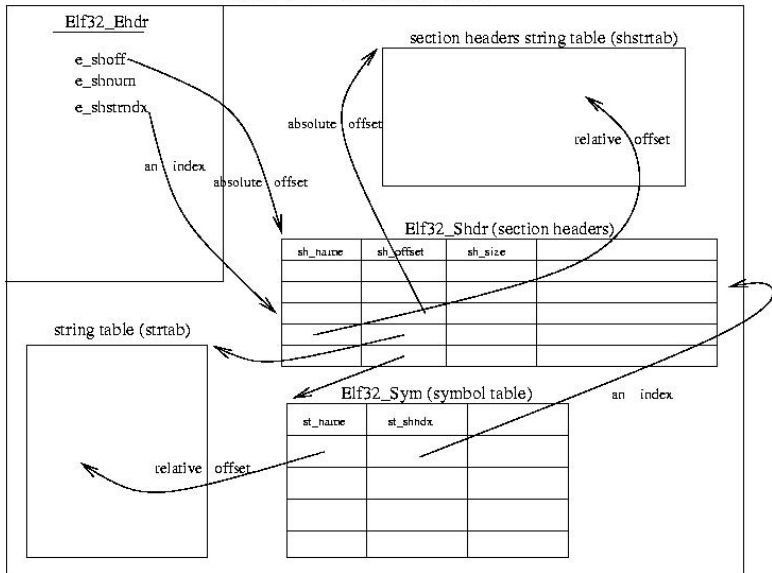 Elf32_Ehdr
e_shoff
e_shnum
e_shstrndx
an index
absolute offset
section headers string table (shstrtab)
absolute offset
relative offset
Elf32_Shdr (section headers)
sh_name sh_offset sh_size
string table (strtab)
Elf32_Sym (symbol table)
an index
st_name st_shndx
relative offset